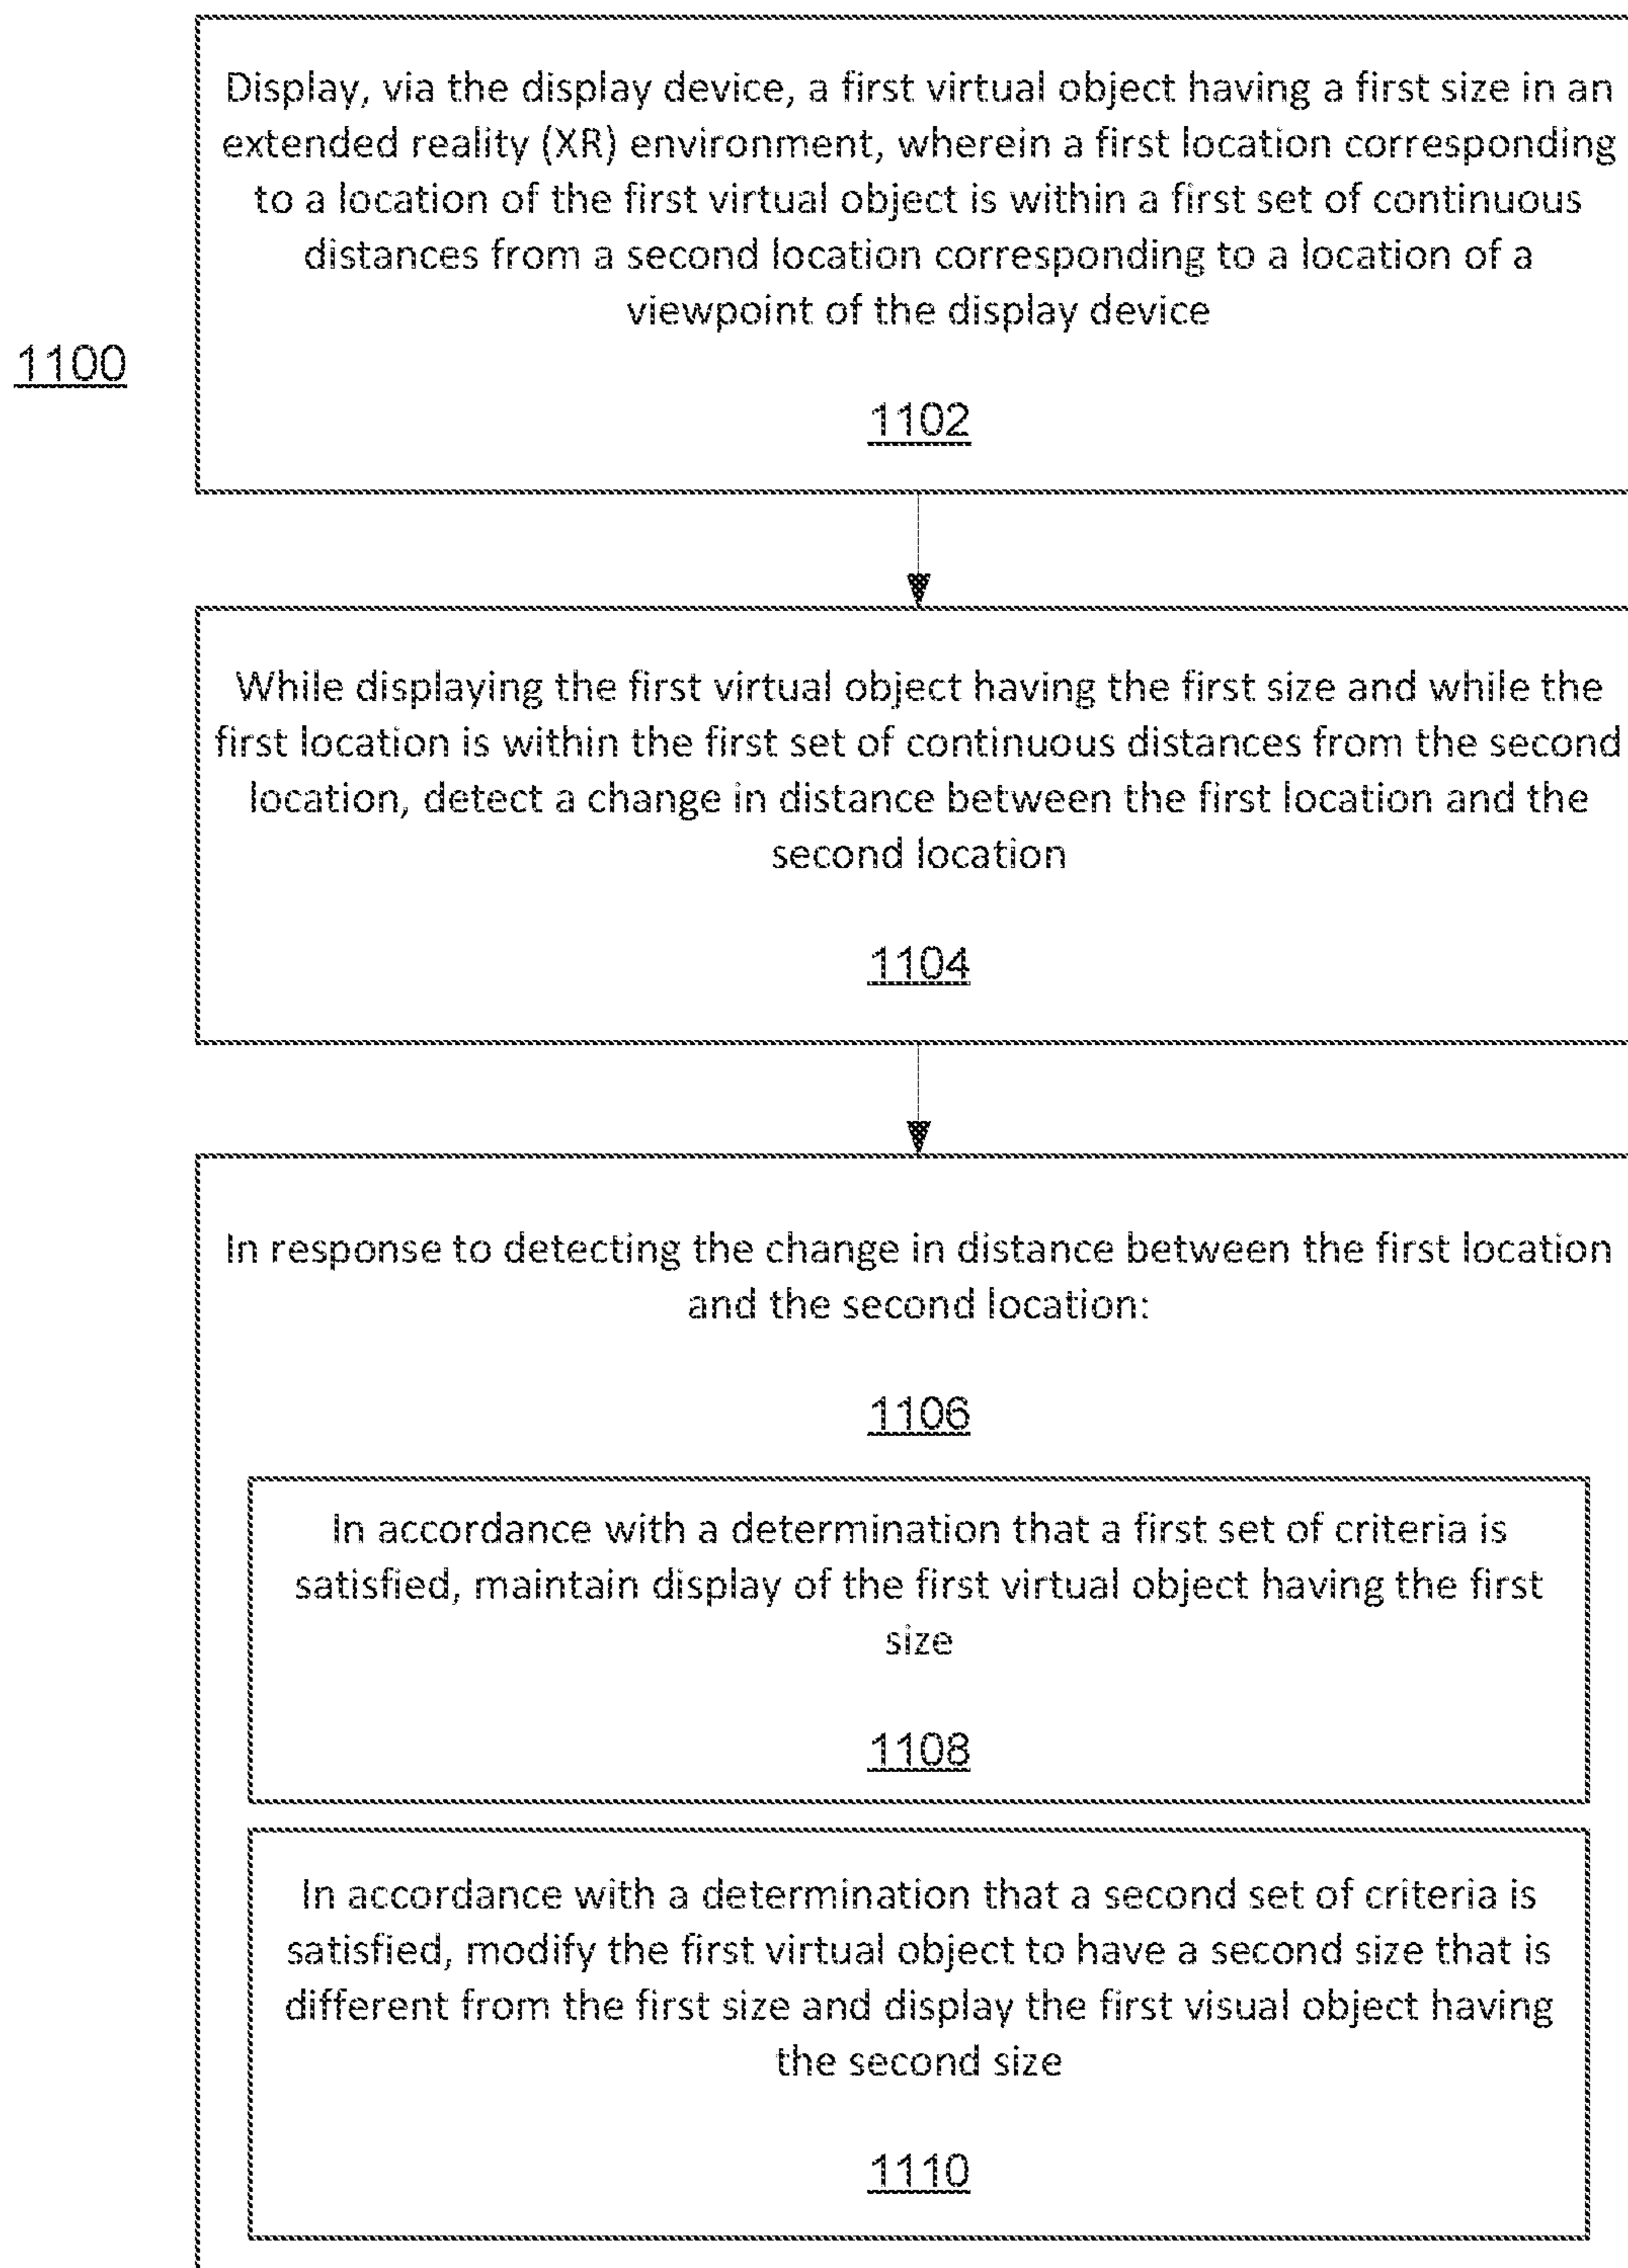 Display, via the display device, a first virtual object having a first size in an
extended reality (XR) environment, wherein a first location corresponding
to a location of the first virtual object is within a first set of continuous
distances from a second location corresponding to a location of a
viewpoint of the display device
1100
1102
While displaying the first virtual object having the first size and while the
first location is within the first set of continuous distances from the second
location, detect a change in distance between the first location and the
second location
1104
In response to detecting the change in distance between the first location
and the second location:
1106
In accordance with a determination that a first set of criteria is
satisfied, maintain display of the first virtual object having the first
size
1108
In accordance with a determination that a second set of criteria is
satisfied, modify the first virtual object to have a second size that is
different from the first size and display the first visual object having
the second size
1110